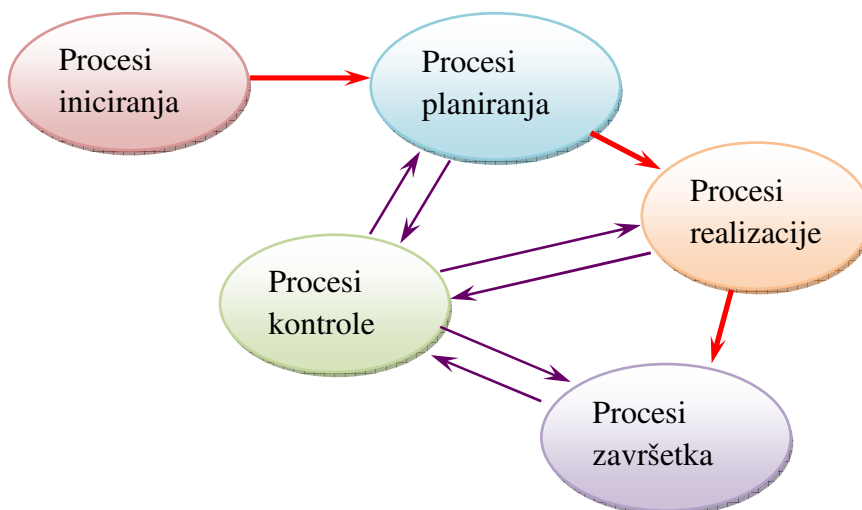 Procesi
iniciranja
Procesi
planiranja
Procesi
realizacije
Procesi
kontrole
Procesi
završetka